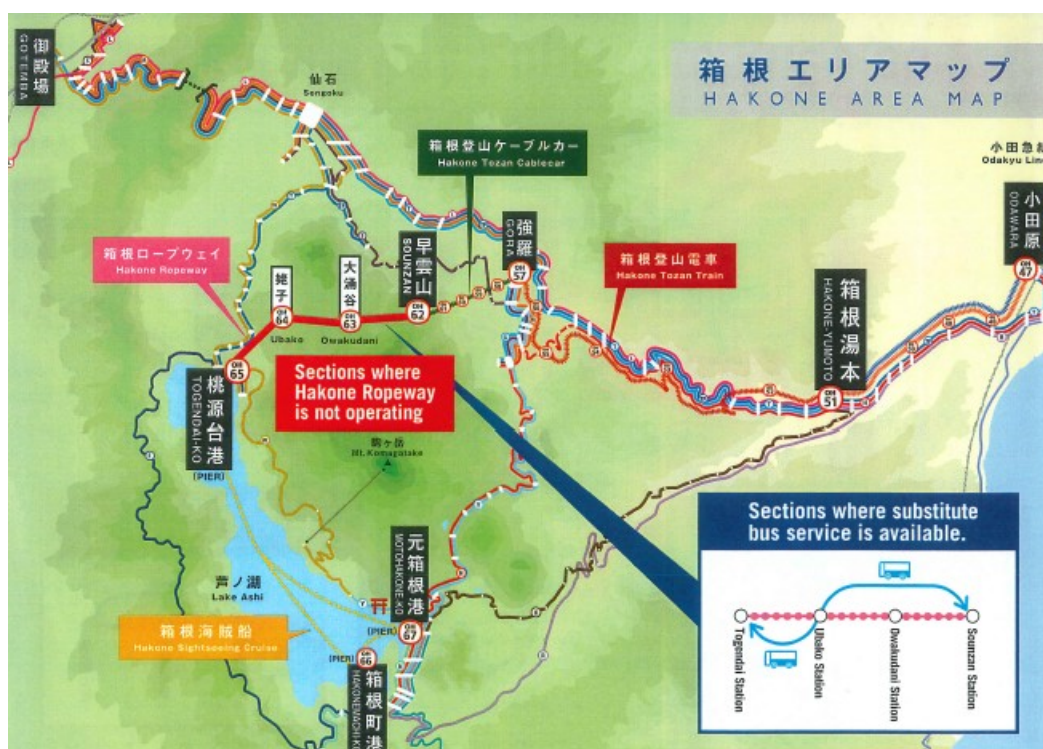 箱根エリアマップ
HAKONE AREA MAP
御殿場
GOTEMBA
仙石
Sengoku
箱根登山ケーブルカー
Hakone Tozan Cablecar
小田急線
Odakyu Line
小田原
ODAWARA
OH
47
強羅
GORA
OH
57
早雲山
SOUNZAN
OH
62
大涌谷
OH
63
Owakudani
姥子
OH
64
Ubako
箱根ロープウェイ
Hakone Ropeway
箱根登山電車
Hakone Tozan Train
箱根湯本
HAKONE-YUMOTO
OH
51
OH
65
桃源台港
TOGENDAI-KO
(PIER)
Sections where
Hakone Ropeway
is not operating
駒ヶ岳
Mt. Komagatake
芦ノ湖
Lake Ashi
箱根海賊船
Hakone Sightseeing Cruise
元箱根港
MOTOHAKONE-KO
(PIER)
OH
67
(PIER)
OH
66
箱根町港
HAKONEMACHI-K
Sections where substitute
bus service is available.
Togendai Station
Ubako Station
Owakudani Station
Sounzan Station